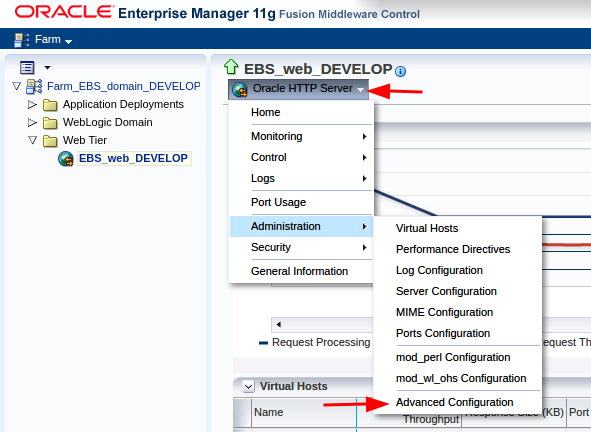 ORACLE Enterprise Manager 11g Fusion Middleware Control
Farm
Farm_EBS_domain_DEVELOP
Application Deployments
WebLogic Domain
Web Tier
EBS_web_DEVELOP
EBS_web_DEVELOP
Oracle HTTP Server
Home
Monitoring
Control
Logs
Port Usage
Administration
Security
General Information
Virtual Hosts
Performance Directives
Log Configuration
Server Configuration
MIME Configuration
Ports Configuration
mod_perl Configuration
mod_wl_ohs Configuration
Advanced Configuration
Request Processing
equest Th
Virtual Hosts
Name
Throughput
Response Size (KB)
Port